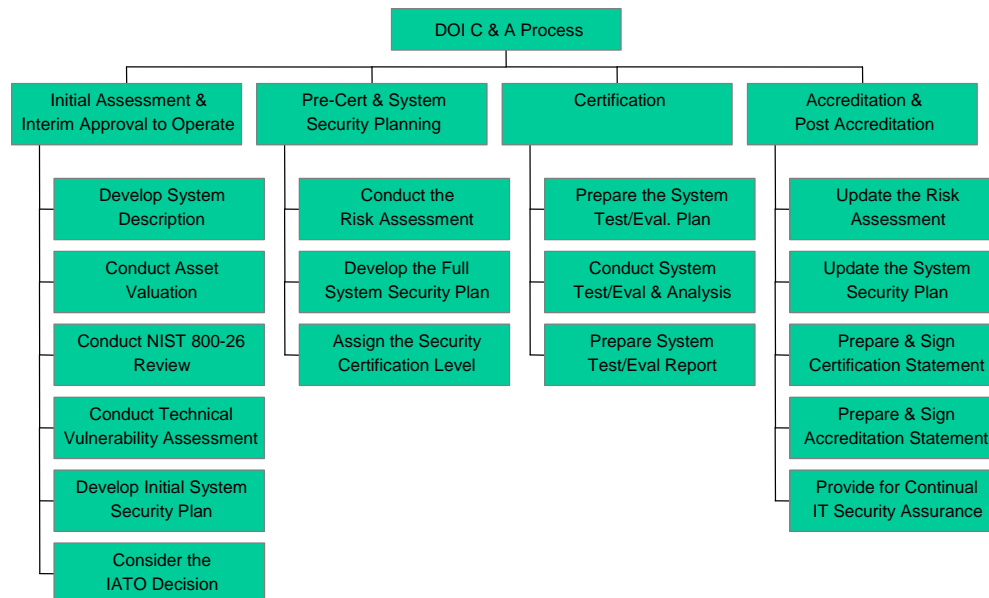 DOI C & A Process
Initial Assessment &
Interim Approval to Operate
Develop System
Description
Conduct Asset
Valuation
Conduct NIST 800-26
Review
Conduct Technical
Vulnerability Assessment
Develop Initial System
Security Plan
Consider the
IATO Decision
Pre-Cert & System
Security Planning
Conduct the
Risk Assessment
Develop the Full
System Security Plan
Assign the Security
Certification Level
Certification
Prepare the System
Test/Eval. Plan
Conduct System
Test/Eval & Analysis
Prepare System
Test/Eval Report
Accreditation &
Post Accreditation
Update the Risk
Assessment
Update the System
Security Plan
Prepare & Sign
Certification Statement
Prepare & Sign
Accreditation Statement
Provide for Continual
IT Security Assurance